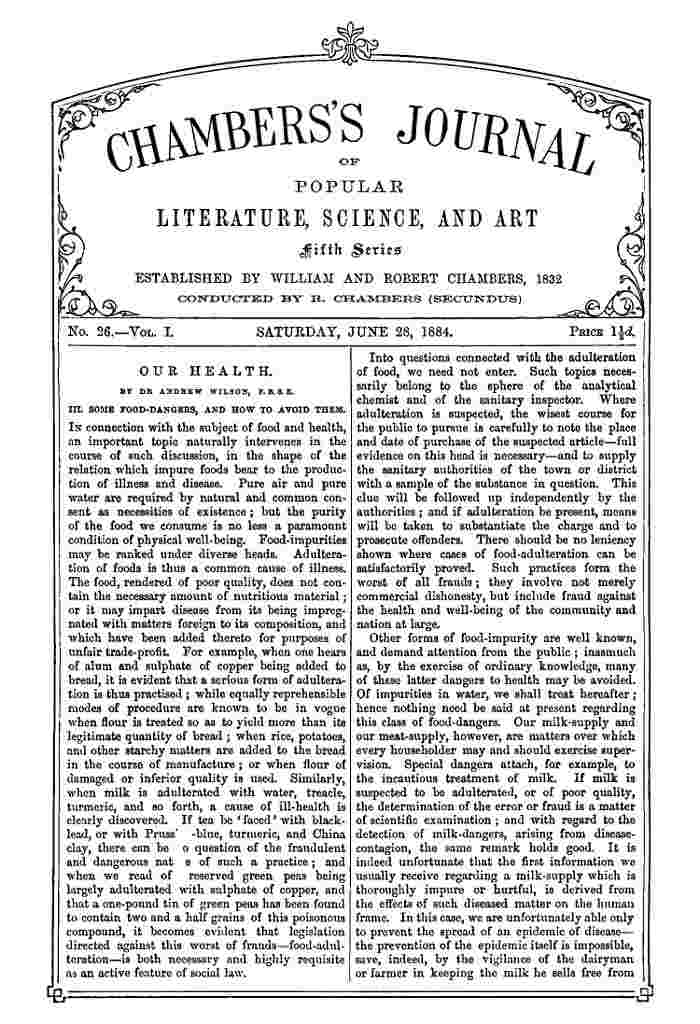 CHAMBERS'S JOURNAL
OF
POPULAR
LITERATURE, SCIENCE, AND ART
Fifth Series
ESTABLISHED BY WILLIAM AND ROBERT CHAMBERS, 1832
CONDUCTED BY R. CHAMBERS (SECUNDUS)
No. 26.—Vol. I. SATURDAY, JUNE 28, 1884. Price 1½d.
OUR HEALTH.
BY DR ANDREW WILSON, F.R.S.E.
III. SOME FOOD-DANGERS, AND HOW TO AVOID THEM.
In connection with the subject of food and health,
an important topic naturally intervenes in the
course of such discussion, in the shape of the
relation which impure foods bear to the produc-
tion of illness and disease. Pure air and pure
water are required by natural and common con-
sent as necessities of existence; but the purity
of the food we consume is no less a paramount
condition of physical well-being. Food-impurities
may be ranked under diverse heads. Adultera-
tion of foods is thus a common cause of illness.
The food, rendered of poor quality, does not con-
tain the necessary amount of nutritious material;
or it may impart disease from its being impreg-
nated with matters foreign to its composition, and
which have been added thereto for purposes of
unfair trade-profit. For example, when one hears
of alum and sulphate of copper being added to
bread, it is evident that a serious form of adultera-
tion is thus practised; while equally reprehensible
modes of procedure are known to be in vogue
when flour is treated so as to yield more than its
legitimate quantity of bread; when rice, potatoes,
and other starchy matters are added to the bread
in the course of manufacture; or when flour of
damaged or inferior quality is used. Similarly,
when milk is adulterated with water, treacle,
turmeric, and so forth, a cause of ill-health is
clearly discovered. If tea be 'faced' with black-
lead, or with Pruss -blue, turmeric, and China
clay, there can be o question of the fraudulent
and dangerous nat e of such a practice; and
when we read of reserved green peas being
largely adulterated with sulphate of copper, and
that a one-pound tin of green peas has been found
to contain two and a half grains of this poisonous
compound, it becomes evident that legislation
directed against this worst of frauds—food-adul-
teration—is both necessary and highly requisite
as an active feature of social law.
Into questions connected with the adulteration
of food, we need not enter. Such topics neces-
sarily belong to the sphere of the analytical
chemist and of the sanitary inspector. Where
adulteration is suspected, the wisest course for
the public to pursue is carefully to note the place
and date of purchase of the suspected article—full
evidence on this head is necessary—and to supply
the sanitary authorities of the town or district
with a sample of the substance in question. This
clue will be followed up independently by the
authorities; and if adulteration be present, means
will be taken to substantiate the charge and to
prosecute offenders. There should be no leniency
shown where cases of food-adulteration can be
satisfactorily proved. Such practices form the
worst of all frauds; they involve not merely
commercial dishonesty, but include fraud against
the health and well-being of the community and
nation at large.
Other forms of food-impurity are well known,
and demand attention from the public; inasmuch
as, by the exercise of ordinary knowledge, many
of these latter dangers to health may be avoided.
Of impurities in water, we shall treat hereafter;
hence nothing need be said at present regarding
this class of food-dangers. Our milk-supply and
our meat-supply, however, are matters over which
every householder may and should exercise super-
vision. Special dangers attach, for example, to
the incautious treatment of milk. If milk is
suspected to be adulterated, or of poor quality,
the determination of the error or fraud is a matter
of scientific examination; and with regard to the
detection of milk-dangers, arising from disease-
contagion, the same remark holds good. It is
indeed unfortunate that the first information we
usually receive regarding a milk-supply which is
thoroughly impure or hurtful, is derived from
the effects of such diseased matter on the human
frame. In this case, we are unfortunately able only
to prevent the spread of an epidemic of disease—
the prevention of the epidemic itself is impossible,
save, indeed, by the vigilance of the dairyman
or farmer in keeping the milk he sells free from